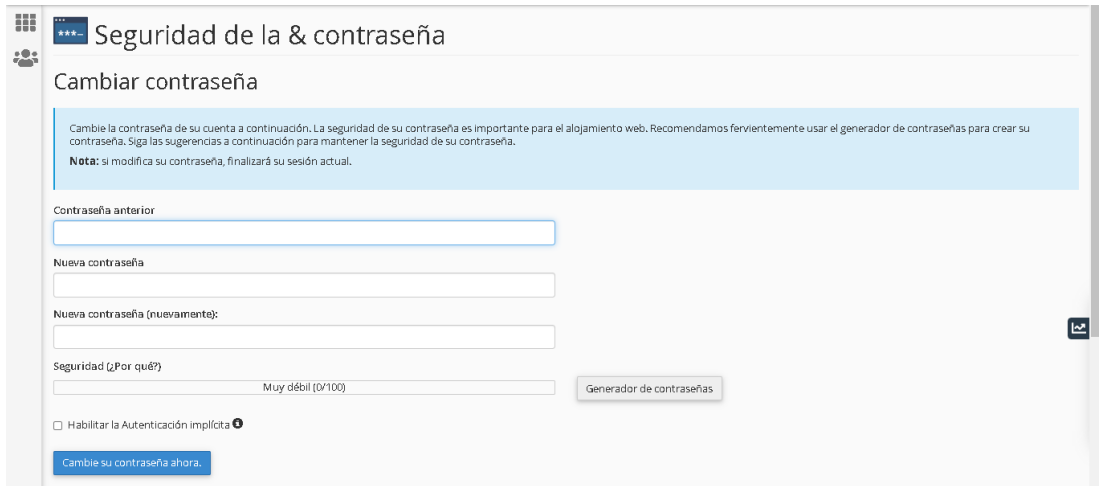 ***_
Seguridad de la & contraseña
Cambiar contraseña
Cambie la contraseña de su cuenta a continuación. La seguridad de su contraseña es importante para el alojamiento web. Recomendamos fervientemente usar el generador de contraseñas para crear su
contraseña. Siga las sugerencias a continuación para mantener la seguridad de su contraseña.
Nota: si modifica su contraseña, finalizará su sesión actual.
Contraseña anterior
Nueva contraseña
Nueva contraseña (nuevamente):
Seguridad (¿Por qué?)
Muy débil (0/100)
Generador de contraseñas
Habilitar la Autenticación implícita
Cambie su contraseña ahora.